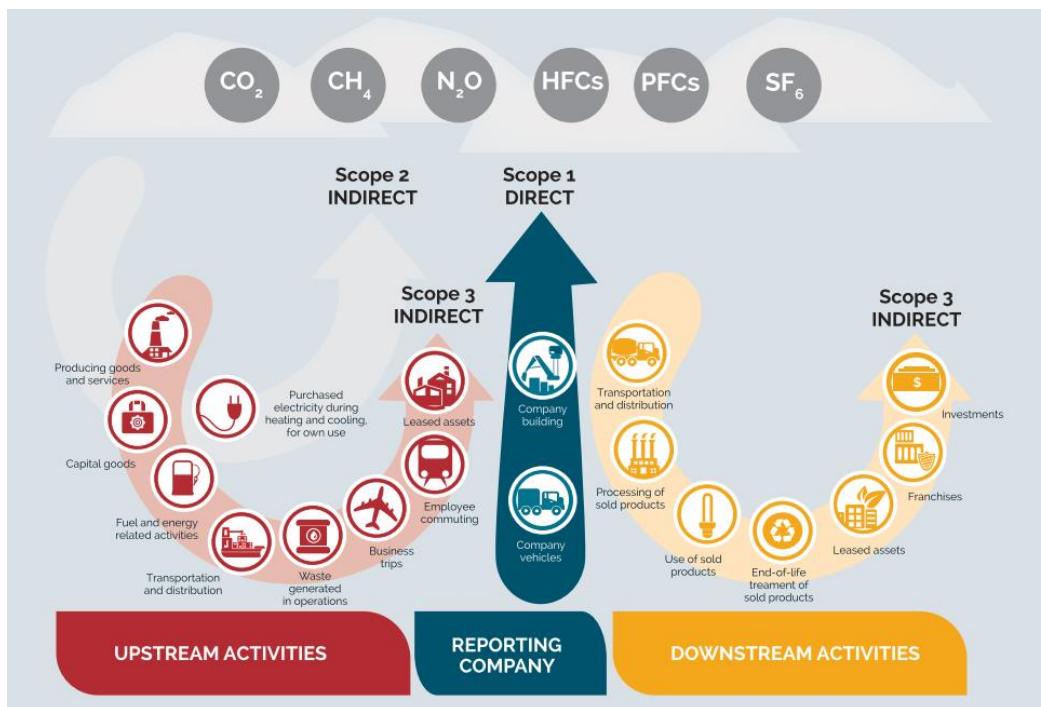 CO₂
CH₄
N₂O
HFCs
PFCs
SF₆
Scope 2
INDIRECT
Scope 1
DIRECT
Scope 3
INDIRECT
Scope 3
INDIRECT
Producing goods
and services
Capital goods
Fuel and energy
related activities
Transportation
and distribution
Waste
generated
in operations
Business
trips
Employee
commuting
Leased assets
Purchased
electricity during
heating and cooling,
for own use
Company
building
Company
vehicles
Transportation
and distribution
Processing of
sold products
Use of sold
products
End-of-life
treament of
sold products
Leased assets
Franchises
$
Investments
UPSTREAM ACTIVITIES
REPORTING
COMPANY
DOWNSTREAM ACTIVITIES